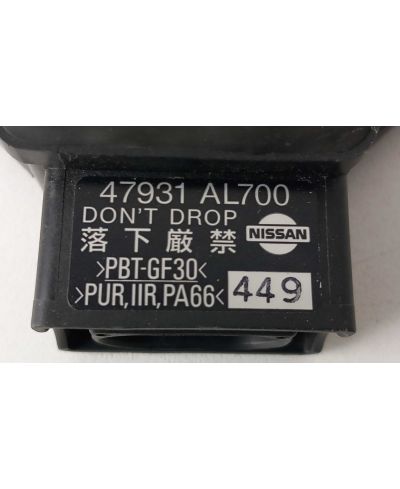 47931 AL700
DON'T DROP
落下厳禁 NISSAN
>PBT-GF30<
>PUR,IIR,PA66< 449